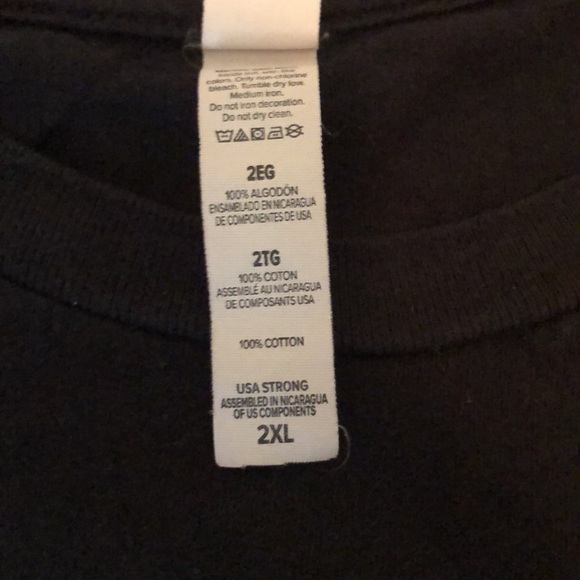 colors. Only non-chlorine
bleach. Tumble dry low.
Medium iron.
Do not iron decoration.
Do not dry clean.
2EG
100% ALGODÓN
ENSAMBLADO EN NICARAGUA
DE COMPONENTES DE USA
2TG
100% COTON
ASSEMBLÉ AU NICARAGUA
DE COMPOSANTS USA
100% COTTON
USA STRONG
ASSEMBLED IN NICARAGUA
OF US COMPONENTS
2XL